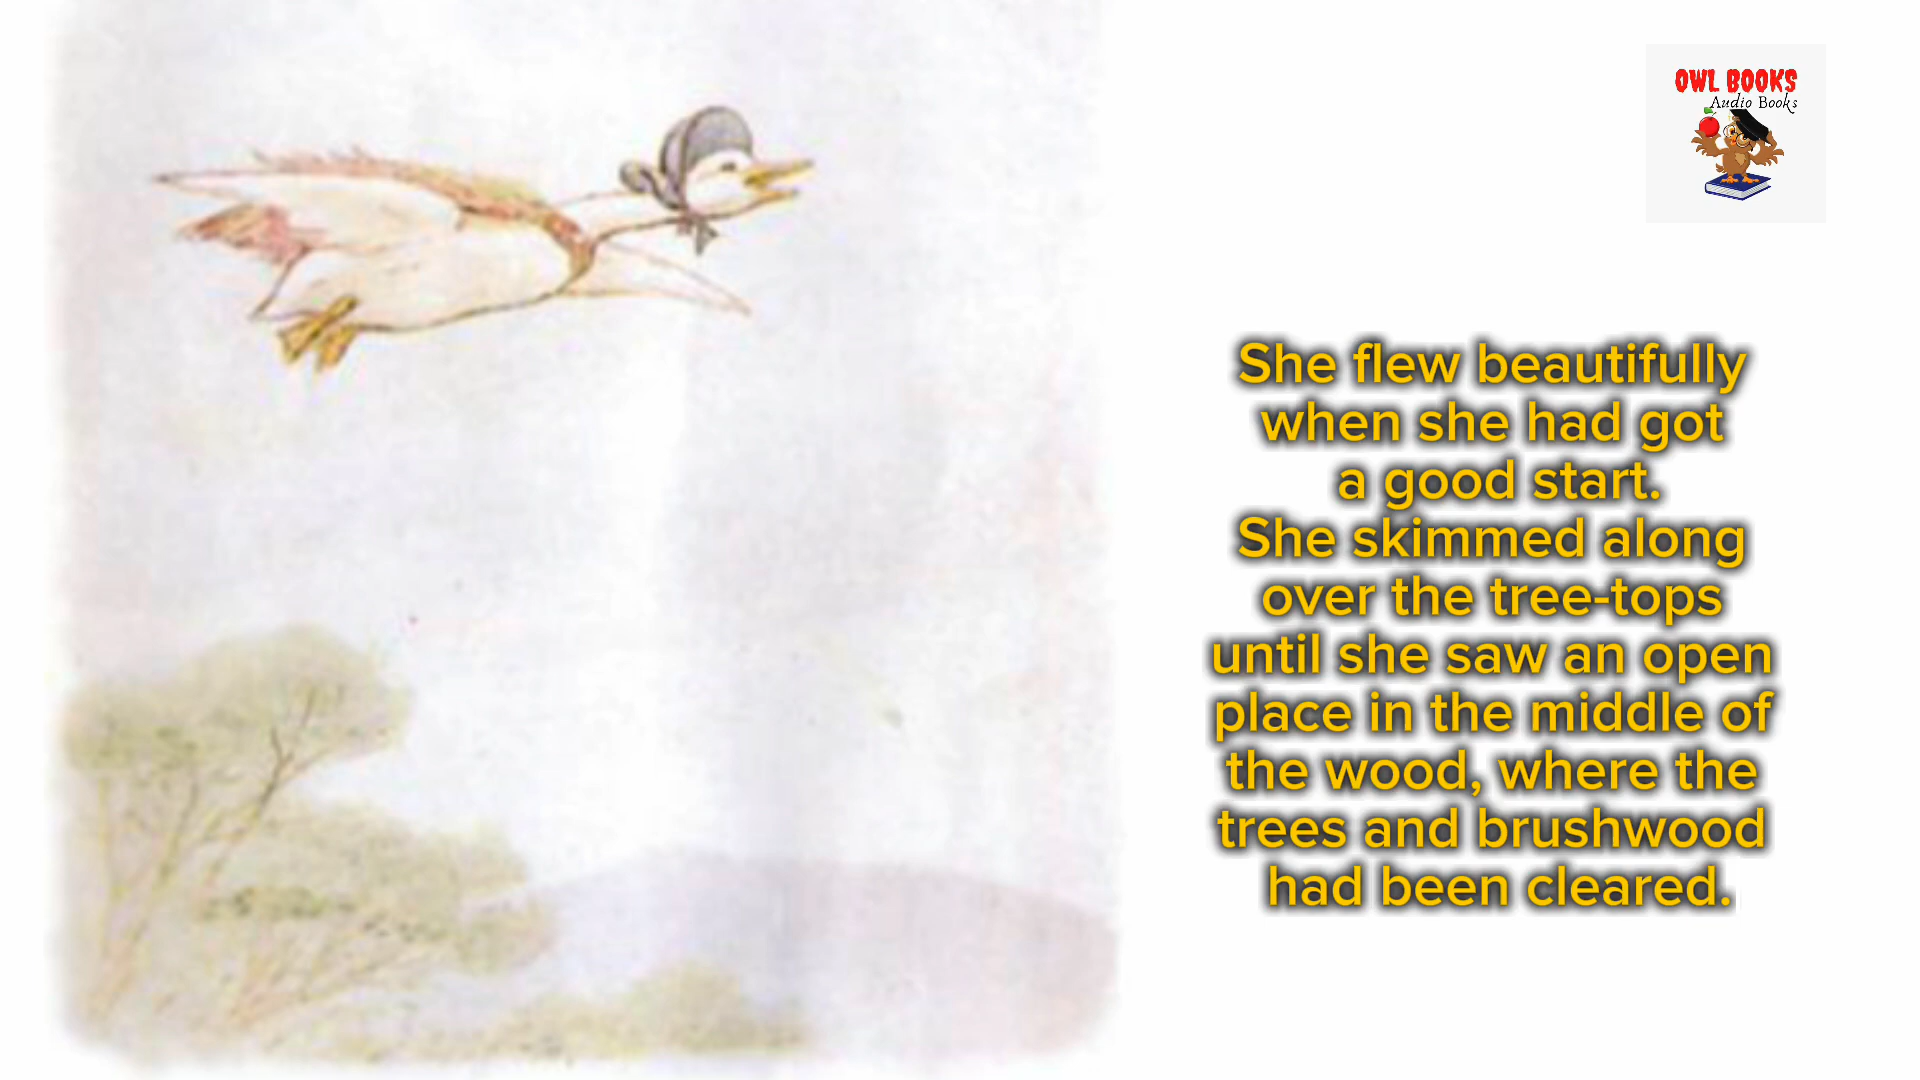 OWL BOOKS
Audio Books
She flew beautifully
when she had got
a good start.
She skimmed along
over the tree-tops
until she saw an open
place in the middle of
the wood, where the
trees and brushwood
had been cleared.